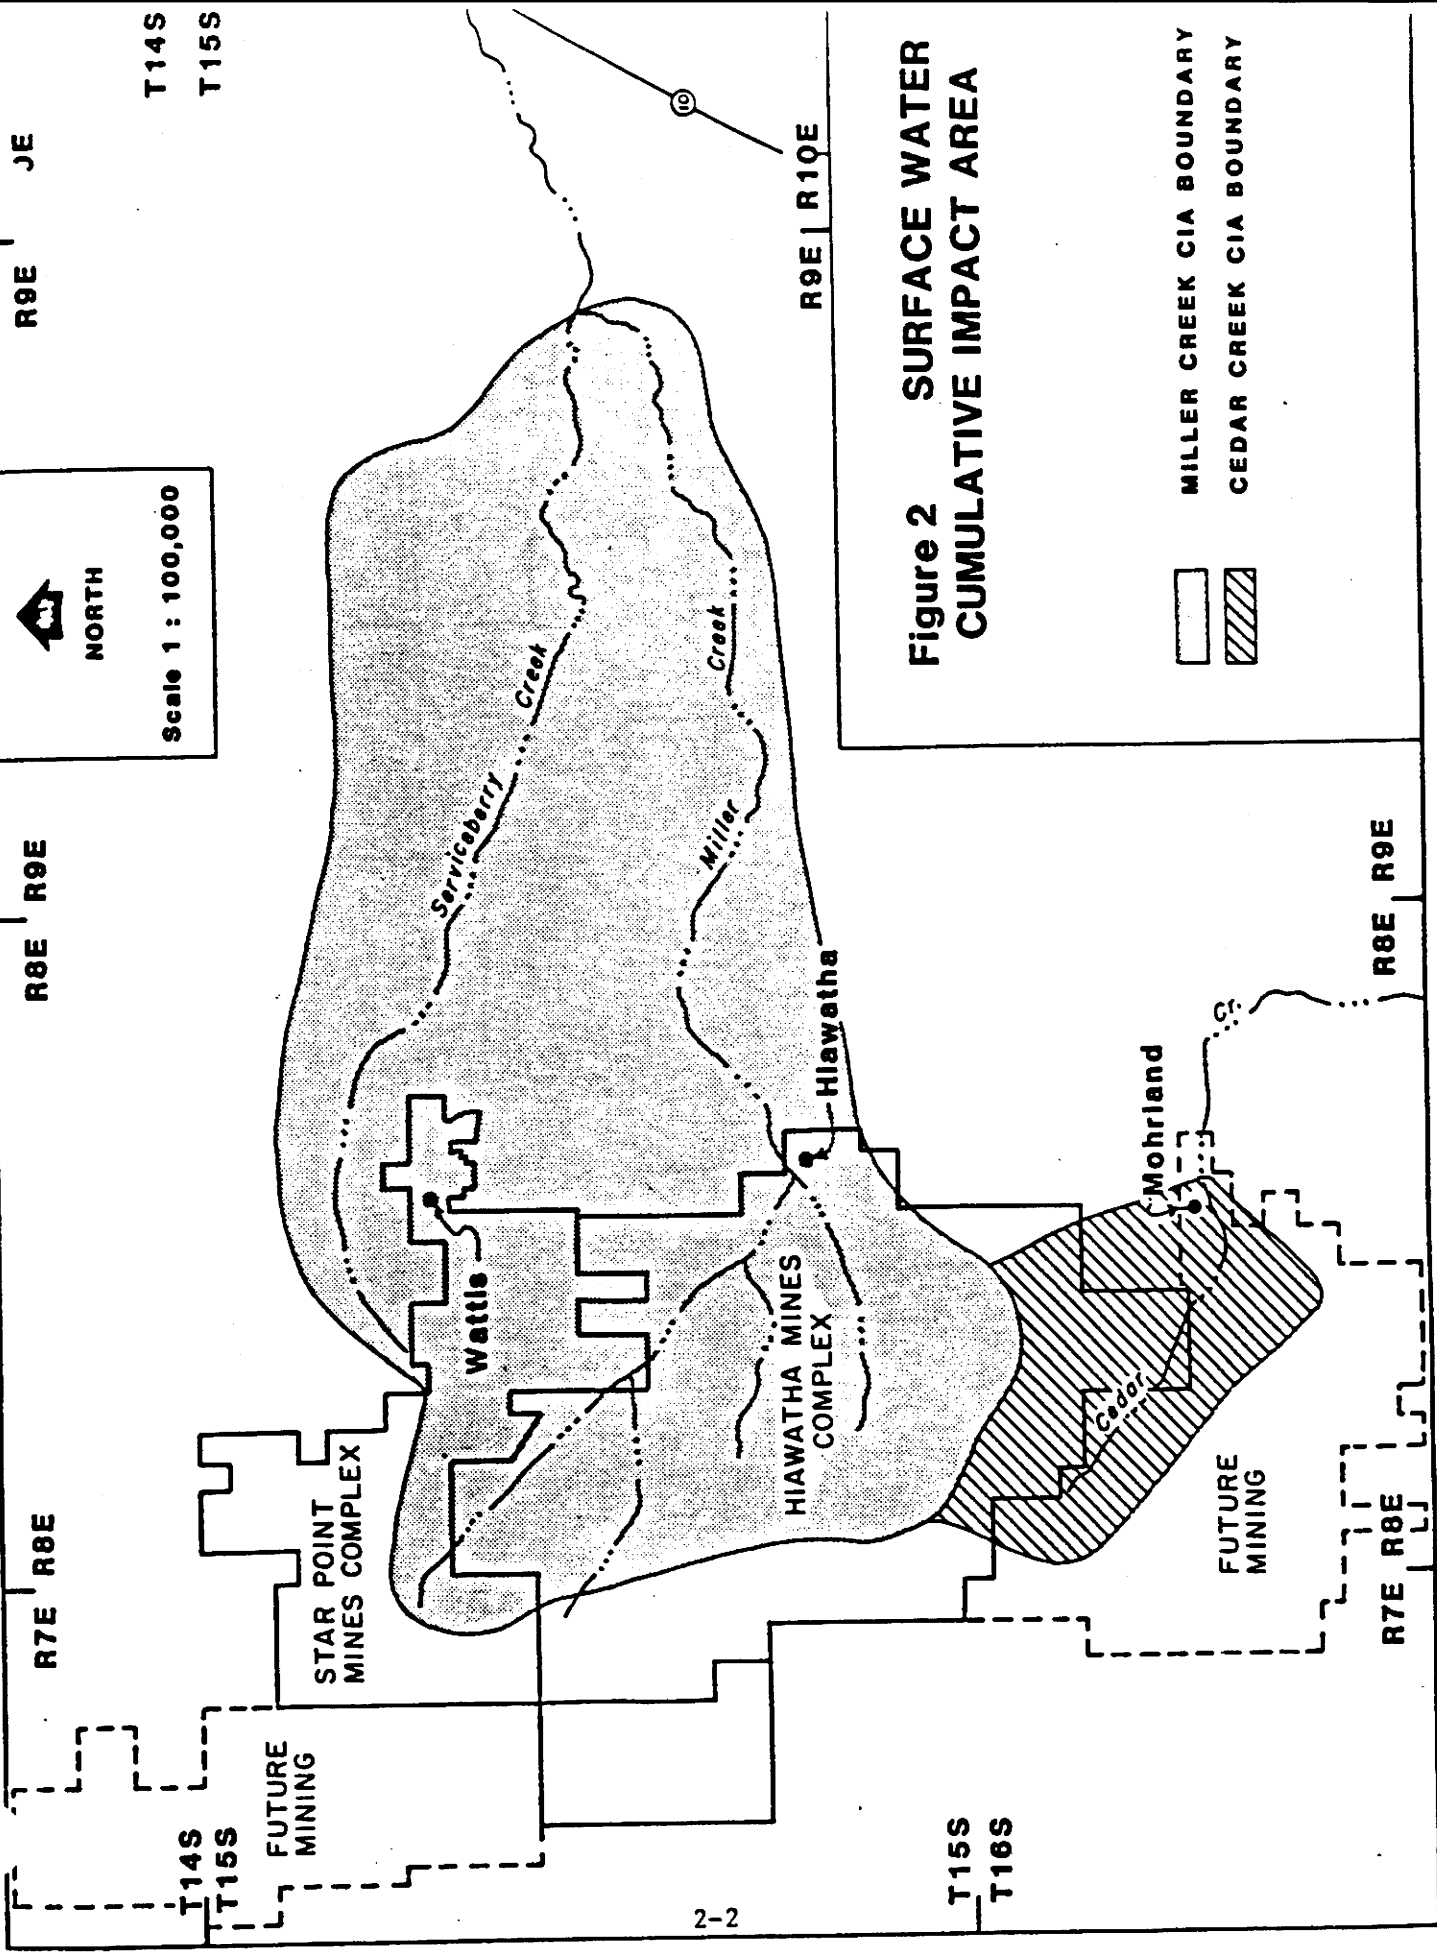 R7E R8E
R8E R9E
R9E
T14S
T15S
NORTH
Scale 1 : 100,000
T14S
T15S
FUTURE
MINING
STAR POINT
MINES COMPLEX
Wattis
Serviceberry
Creek
Miller
Creek
10
HIAWATHA MINES
COMPLEX
Hiawatha
R9E R10E
T15S
T16S
Cedar
Cr.
Mohrland
FUTURE
MINING
R7E R8E
R8E R9E
Figure 2 SURFACE WATER
CUMULATIVE IMPACT AREA
MILLER CREEK CIA BOUNDARY
CEDAR CREEK CIA BOUNDARY
2-2